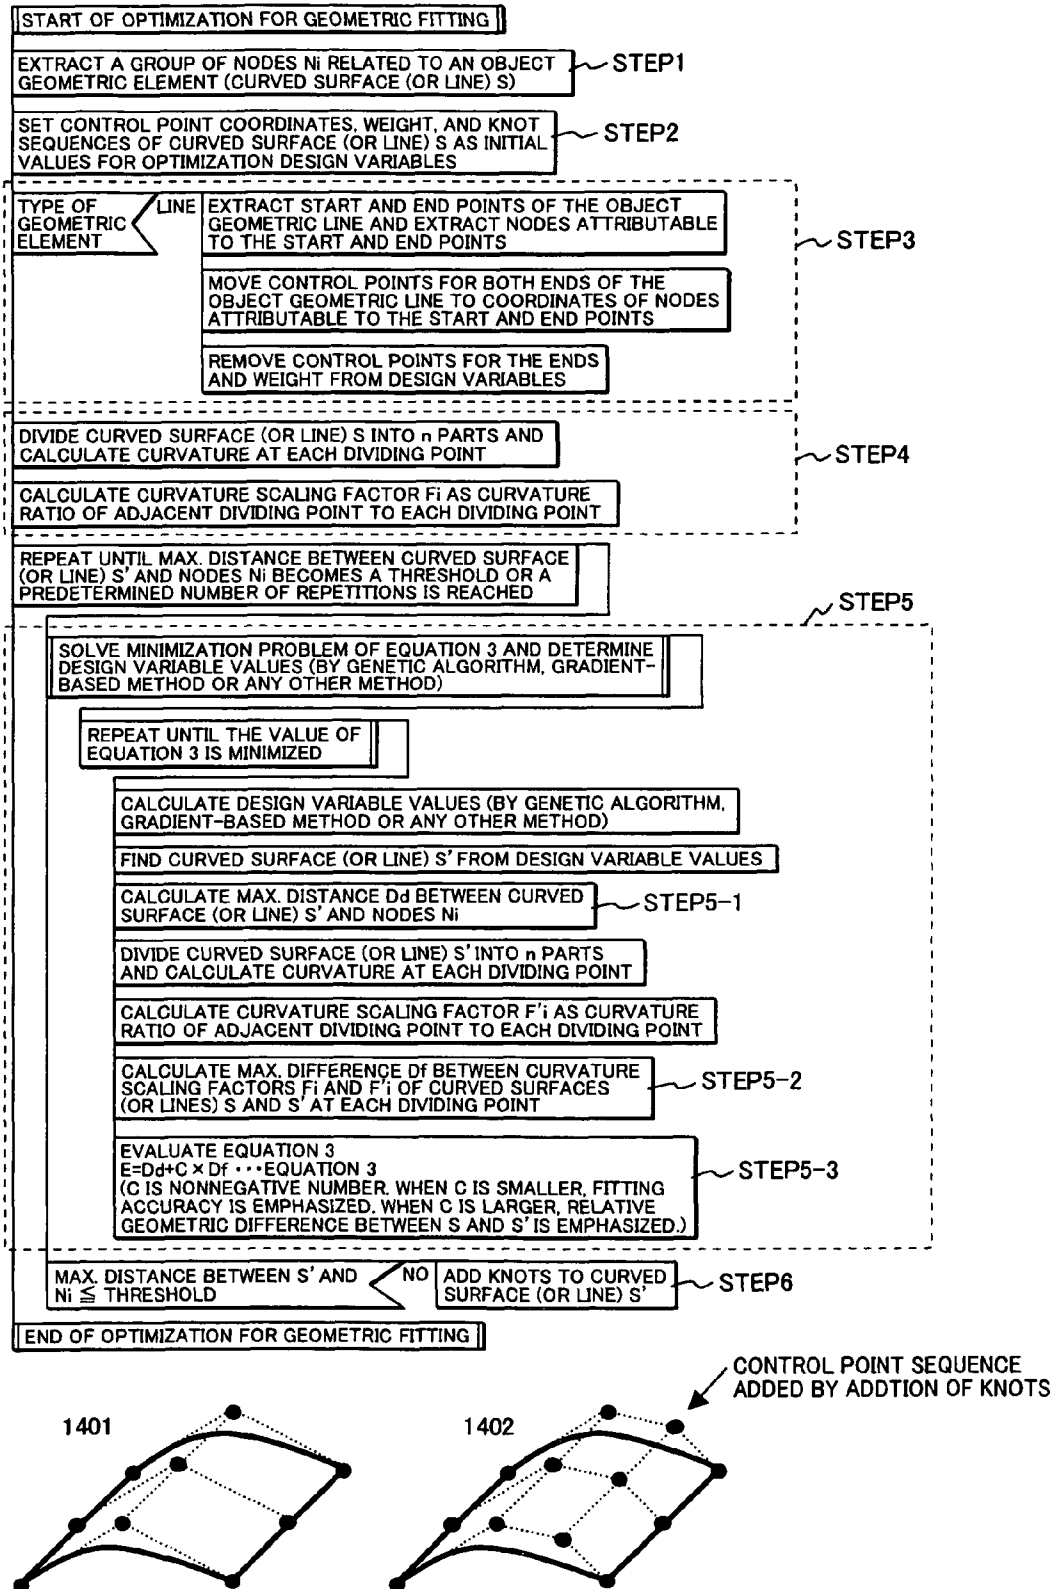 START OF OPTIMIZATION FOR GEOMETRIC FITTING
EXTRACT A GROUP OF NODES Ni RELATED TO AN OBJECT
GEOMETRIC ELEMENT (CURVED SURFACE (OR LINE) S)
STEP1
SET CONTROL POINT COORDINATES, WEIGHT, AND KNOT
SEQUENCES OF CURVED SURFACE (OR LINE) S AS INITIAL
VALUES FOR OPTIMIZATION DESIGN VARIABLES
STEP2
TYPE OF
GEOMETRIC
ELEMENT
LINE
EXTRACT START AND END POINTS OF THE OBJECT
GEOMETRIC LINE AND EXTRACT NODES ATTRIBUTABLE
TO THE START AND END POINTS
STEP3
MOVE CONTROL POINTS FOR BOTH ENDS OF THE
OBJECT GEOMETRIC LINE TO COORDINATES OF NODES
ATTRIBUTABLE TO THE START AND END POINTS
REMOVE CONTROL POINTS FOR THE ENDS
AND WEIGHT FROM DESIGN VARIABLES
DIVIDE CURVED SURFACE (OR LINE) S INTO n PARTS AND
CALCULATE CURVATURE AT EACH DIVIDING POINT
STEP4
CALCULATE CURVATURE SCALING FACTOR Fi AS CURVATURE
RATIO OF ADJACENT DIVIDING POINT TO EACH DIVIDING POINT
REPEAT UNTIL MAX. DISTANCE BETWEEN CURVED SURFACE
(OR LINE) S' AND NODES Ni BECOMES A THRESHOLD OR A
PREDETERMINED NUMBER OF REPETITIONS IS REACHED
STEP5
SOLVE MINIMIZATION PROBLEM OF EQUATION 3 AND DETERMINE
DESIGN VARIABLE VALUES (BY GENETIC ALGORITHM, GRADIENT-
BASED METHOD OR ANY OTHER METHOD)
REPEAT UNTIL THE VALUE OF
EQUATION 3 IS MINIMIZED
CALCULATE DESIGN VARIABLE VALUES (BY GENETIC ALGORITHM,
GRADIENT-BASED METHOD OR ANY OTHER METHOD)
FIND CURVED SURFACE (OR LINE) S' FROM DESIGN VARIABLE VALUES
CALCULATE MAX. DISTANCE Dd BETWEEN CURVED
SURFACE (OR LINE) S' AND NODES Ni
STEP5-1
DIVIDE CURVED SURFACE (OR LINE) S' INTO n PARTS
AND CALCULATE CURVATURE AT EACH DIVIDING POINT
CALCULATE CURVATURE SCALING FACTOR F'i AS CURVATURE
RATIO OF ADJACENT DIVIDING POINT TO EACH DIVIDING POINT
CALCULATE MAX. DIFFERENCE Df BETWEEN CURVATURE
SCALING FACTORS Fi AND F'i OF CURVED SURFACES
(OR LINES) S AND S' AT EACH DIVIDING POINT
STEP5-2
EVALUATE EQUATION 3
E=Dd+C × Df ···EQUATION 3
(C IS NONNEGATIVE NUMBER. WHEN C IS SMALLER, FITTING
ACCURACY IS EMPHASIZED. WHEN C IS LARGER, RELATIVE
GEOMETRIC DIFFERENCE BETWEEN S AND S' IS EMPHASIZED.)
STEP5-3
MAX. DISTANCE BETWEEN S' AND
Ni ≦ THRESHOLD
NO
ADD KNOTS TO CURVED
SURFACE (OR LINE) S'
STEP6
END OF OPTIMIZATION FOR GEOMETRIC FITTING
CONTROL POINT SEQUENCE
ADDED BY ADDTION OF KNOTS
1401
1402